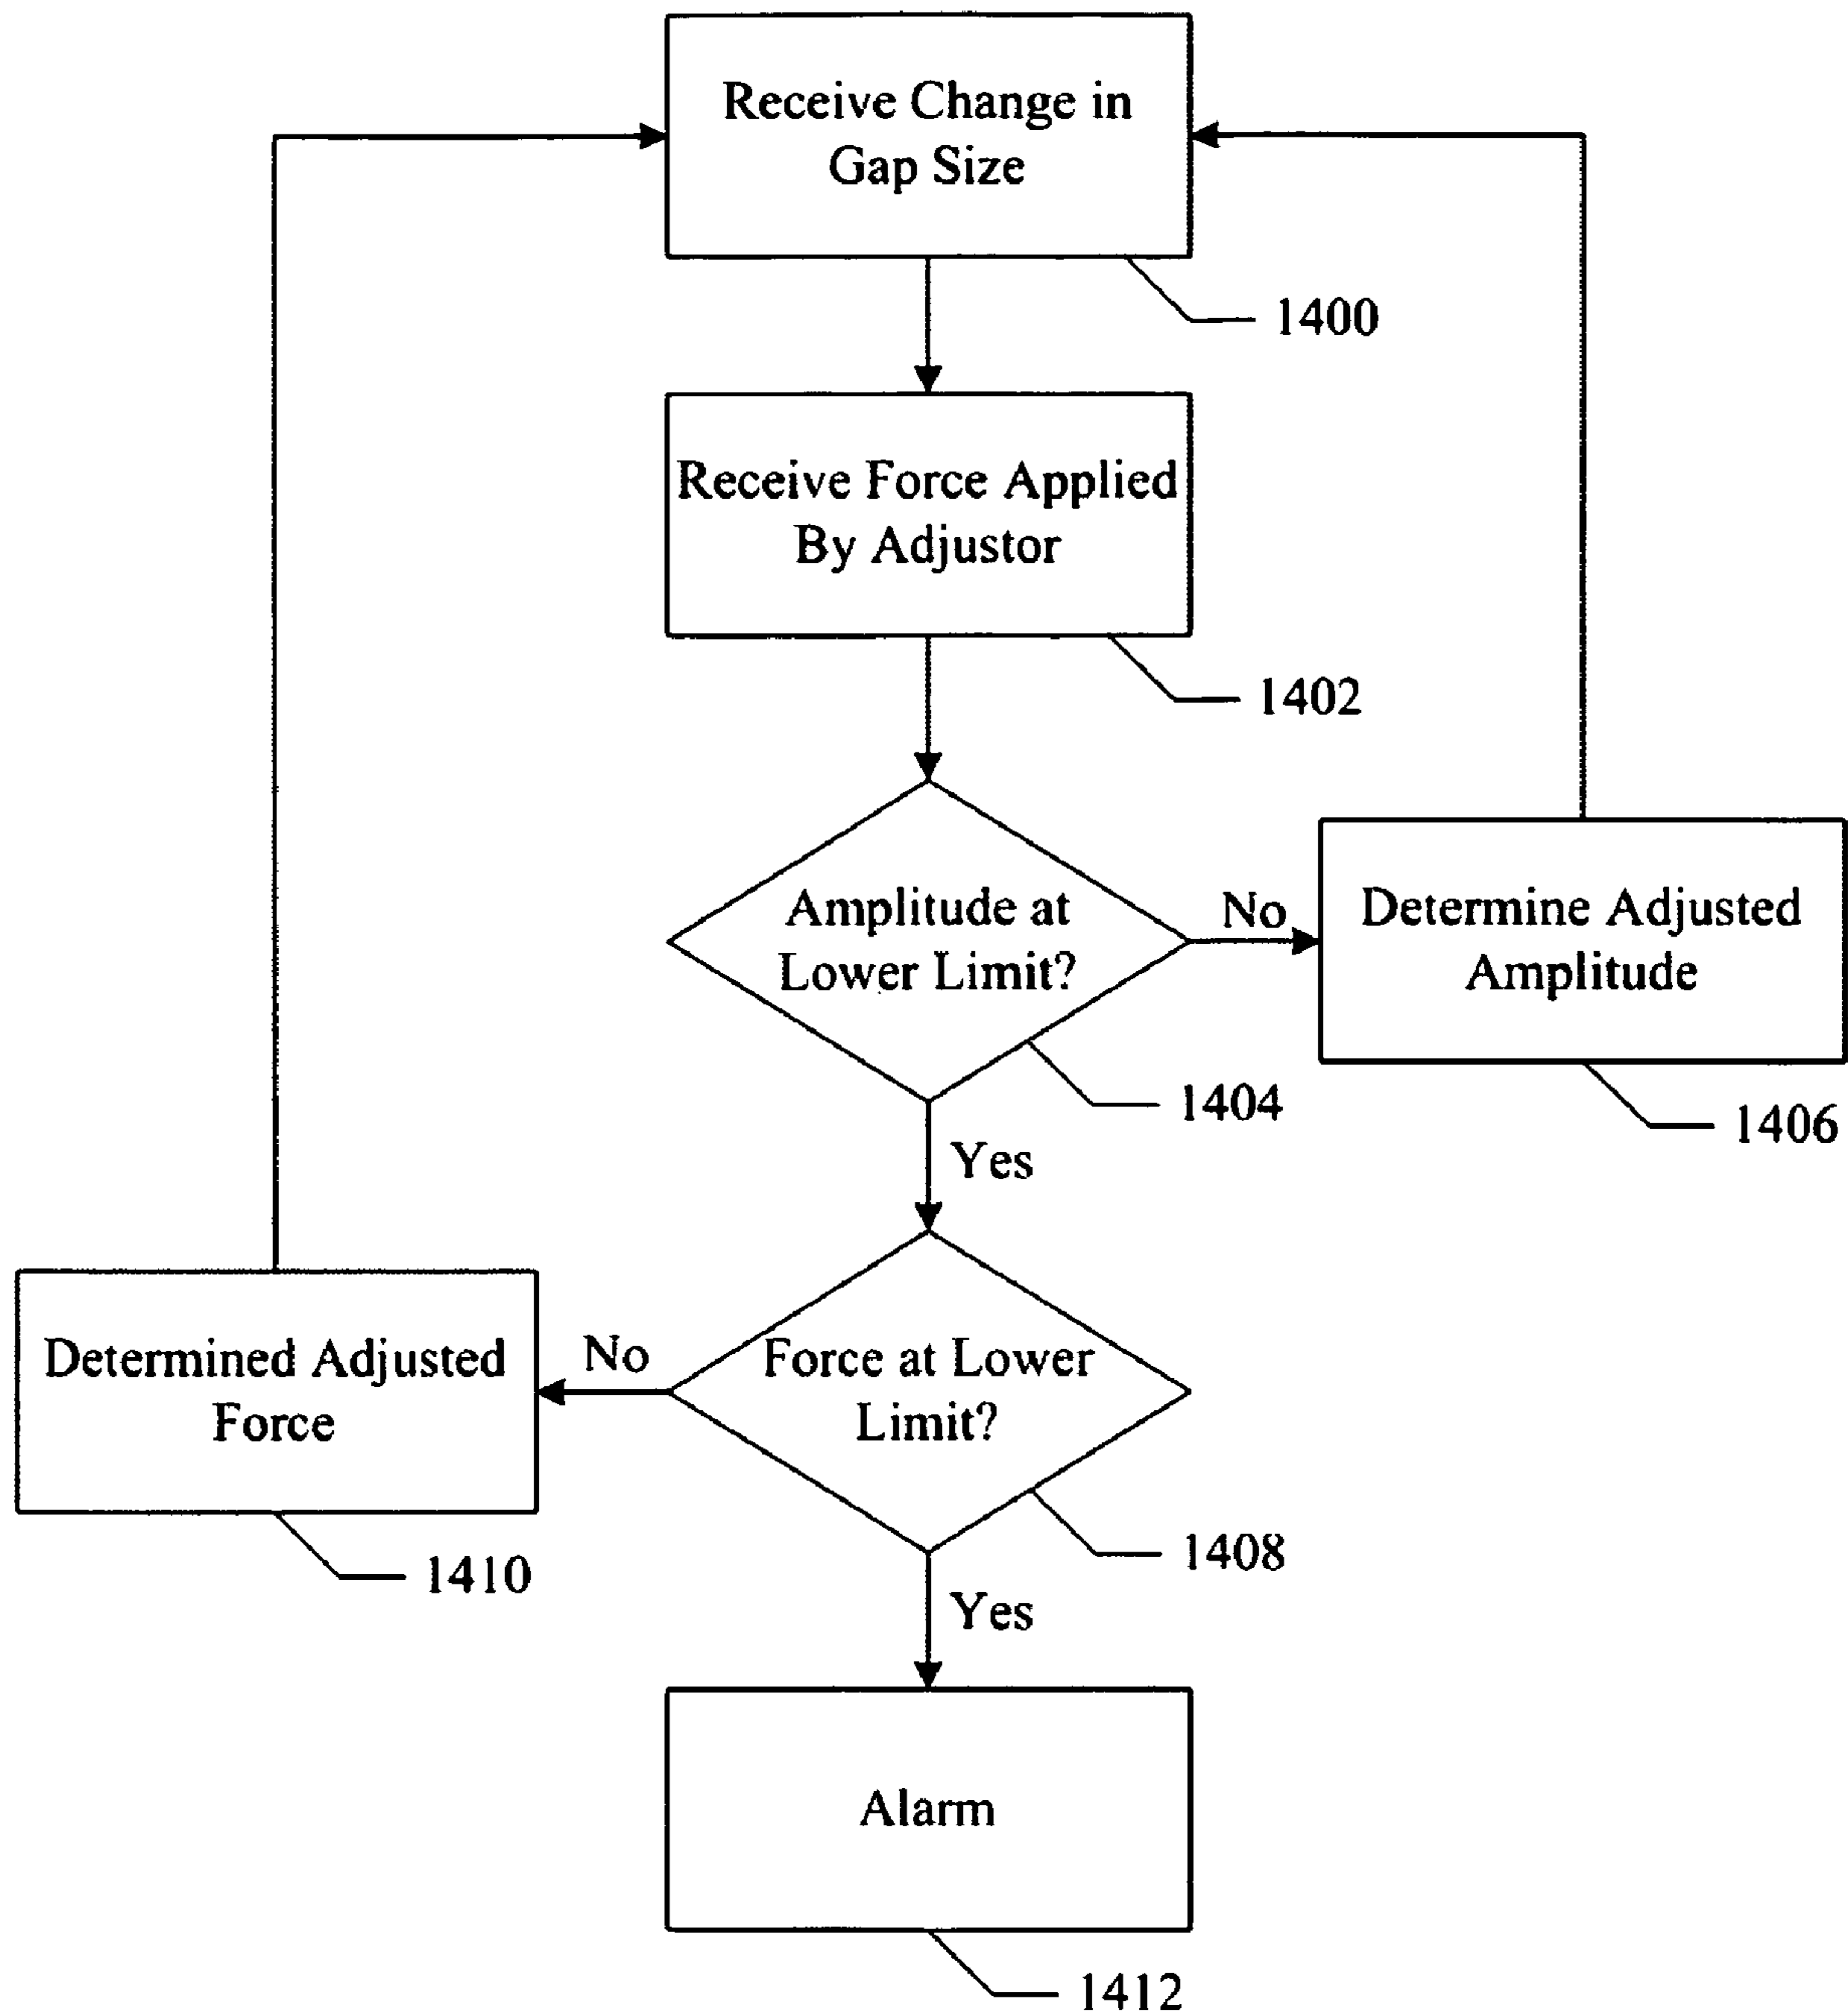 Receive Change in
Gap Size
1400
Receive Force Applied
By Adjustor
1402
Amplitude at
Lower Limit?
No
Determine Adjusted
Amplitude
1404
1406
Yes
Determined Adjusted
Force
No
Force at Lower
Limit?
1408
1410
Yes
Alarm
1412